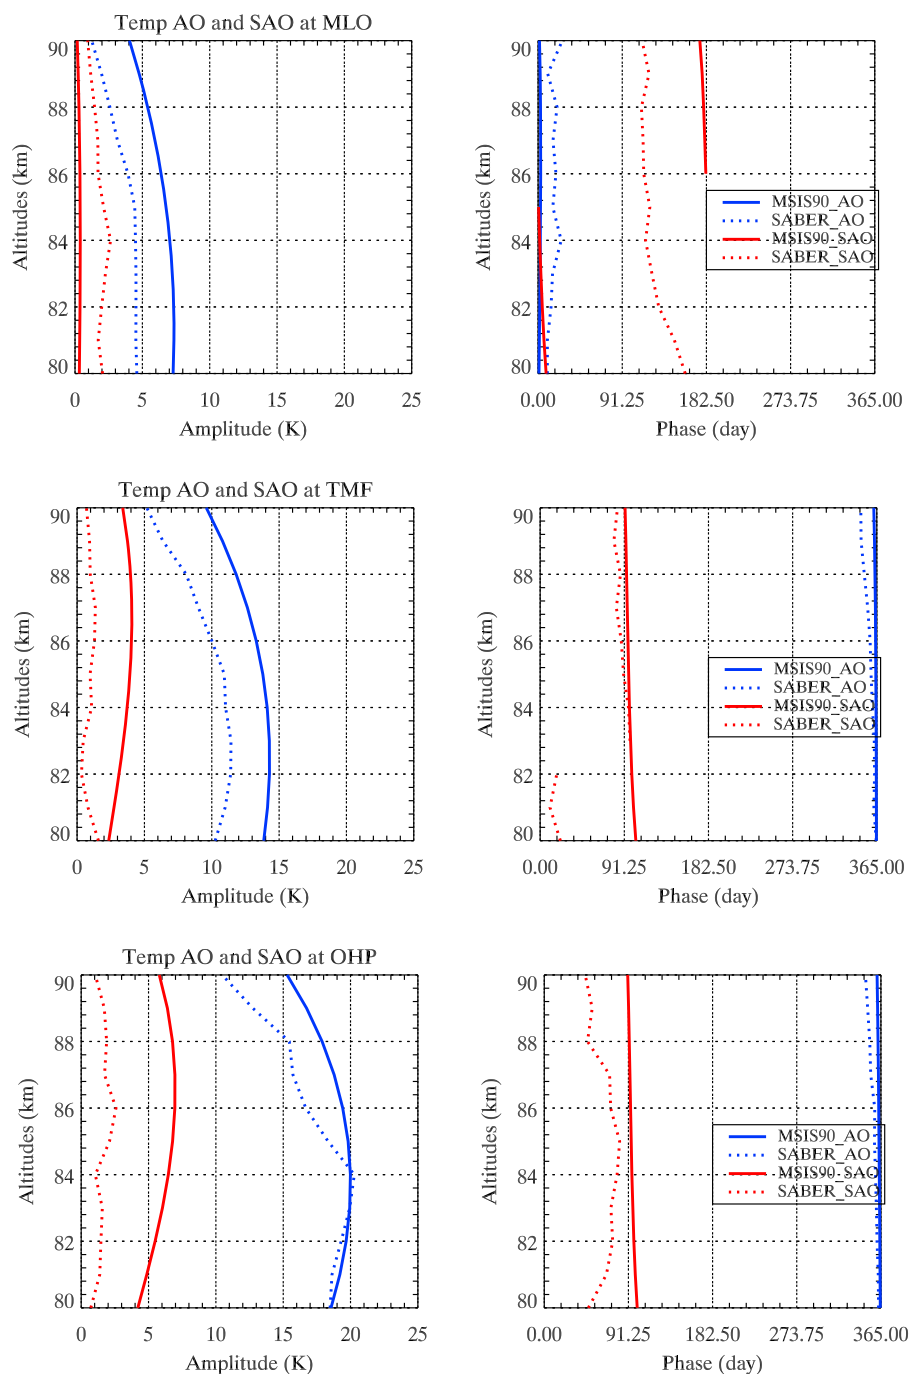 Temp AO and SAO at MLO
90
88
86
84
82
80
Altitudes (km)
0 5 10 15 20 25
Amplitude (K)
90
88
86
84
82
80
Altitudes (km)
MSIS90_AO
SABER_AO
MSIS90-SAO
SABER_SAO
0.00 91.25 182.50 273.75 365.00
Phase (day)
Temp AO and SAO at TMF
90
88
86
84
82
80
Altitudes (km)
0 5 10 15 20 25
Amplitude (K)
90
88
86
84
82
80
Altitudes (km)
MSIS90_AO
SABER_AO
MSIS90-SAO
SABER_SAO
0.00 91.25 182.50 273.75 365.00
Phase (day)
Temp AO and SAO at OHP
90
88
86
84
82
80
Altitudes (km)
0 5 10 15 20 25
Amplitude (K)
90
88
86
84
82
80
Altitudes (km)
MSIS90_AO
SABER_AO
MSIS90-SAO
SABER_SAO
0.00 91.25 182.50 273.75 365.00
Phase (day)